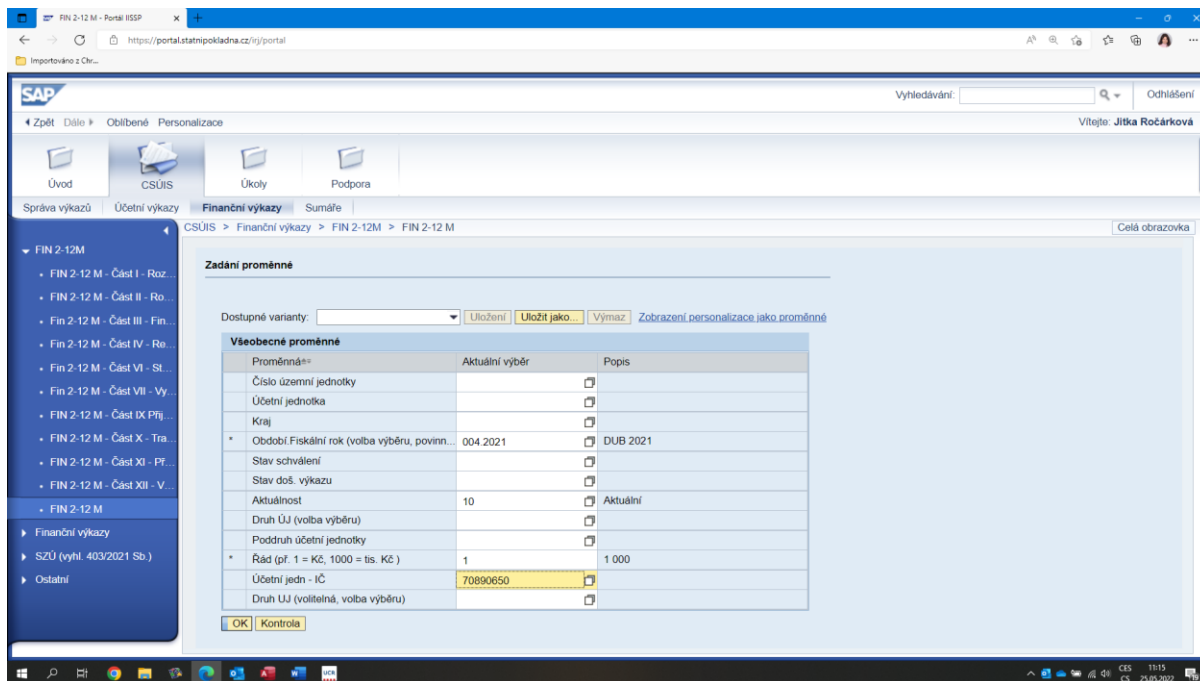 FIN 2-12 M - Portál IISSP
https://portal.statnipokladna.cz/irj/portal
Importováno z Chr...
SAP
Vyhledávání:
Odhlášení
Zpět Dále Oblíbené Personalizace
Vítejte: Jitka Ročárková
Úvod CSÚIS Úkoly Podpora
Správa výkazů Účetní výkazy Finanční výkazy Sumáře
CSÚIS > Finanční výkazy > FIN 2-12M > FIN 2-12 M
Celá obrazovka
FIN 2-12M
FIN 2-12 M - Část I - Roz...
FIN 2-12 M - Část II - Ro...
Fin 2-12 M - Část III - Fin...
Fin 2-12 M - Část IV - Re...
Fin 2-12 M - Část VI - St...
Fin 2-12 M - Část VII - Vy...
FIN 2-12 M - Část IX Přij...
FIN 2-12 M - Část X - Tra...
FIN 2-12 M - Část XI - Př...
FIN 2-12 M - Část XII - V...
FIN 2-12 M
Finanční výkazy
SZÚ (vyhl. 403/2021 Sb.)
Ostatní
Zadání proměnné
Dostupné varianty: Uložení Uložit jako... Výmaz Zobrazení personalizace jako proměnné
Všeobecné proměnné
Proměnná Aktuální výběr Popis
Číslo územní jednotky
Účetní jednotka
Kraj
* Období.Fiskální rok (volba výběru, povinn... 004.2021 DUB 2021
Stav schválení
Stav doš. výkazu
Aktuálnost 10 Aktuální
Druh ÚJ (volba výběru)
Poddruh účetní jednotky
* Řád (př. 1 = Kč, 1000 = tis. Kč ) 1 1 000
Účetní jedn - IČ 70890650
Druh UJ (volitelná, volba výběru)
OK Kontrola
UCR
CES 11:15
CS 25.05.2022